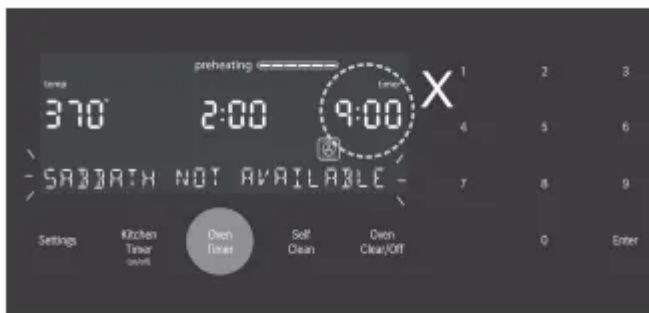 preheating
temp timer
370° 2:00 9:00 X
SABBATH NOT AVAILABLE
Settings Kitchen Timer on/off Oven Timer Self Clean Oven Clear/Off
1 2 3
4 5 6
7 8 9
0 Enter